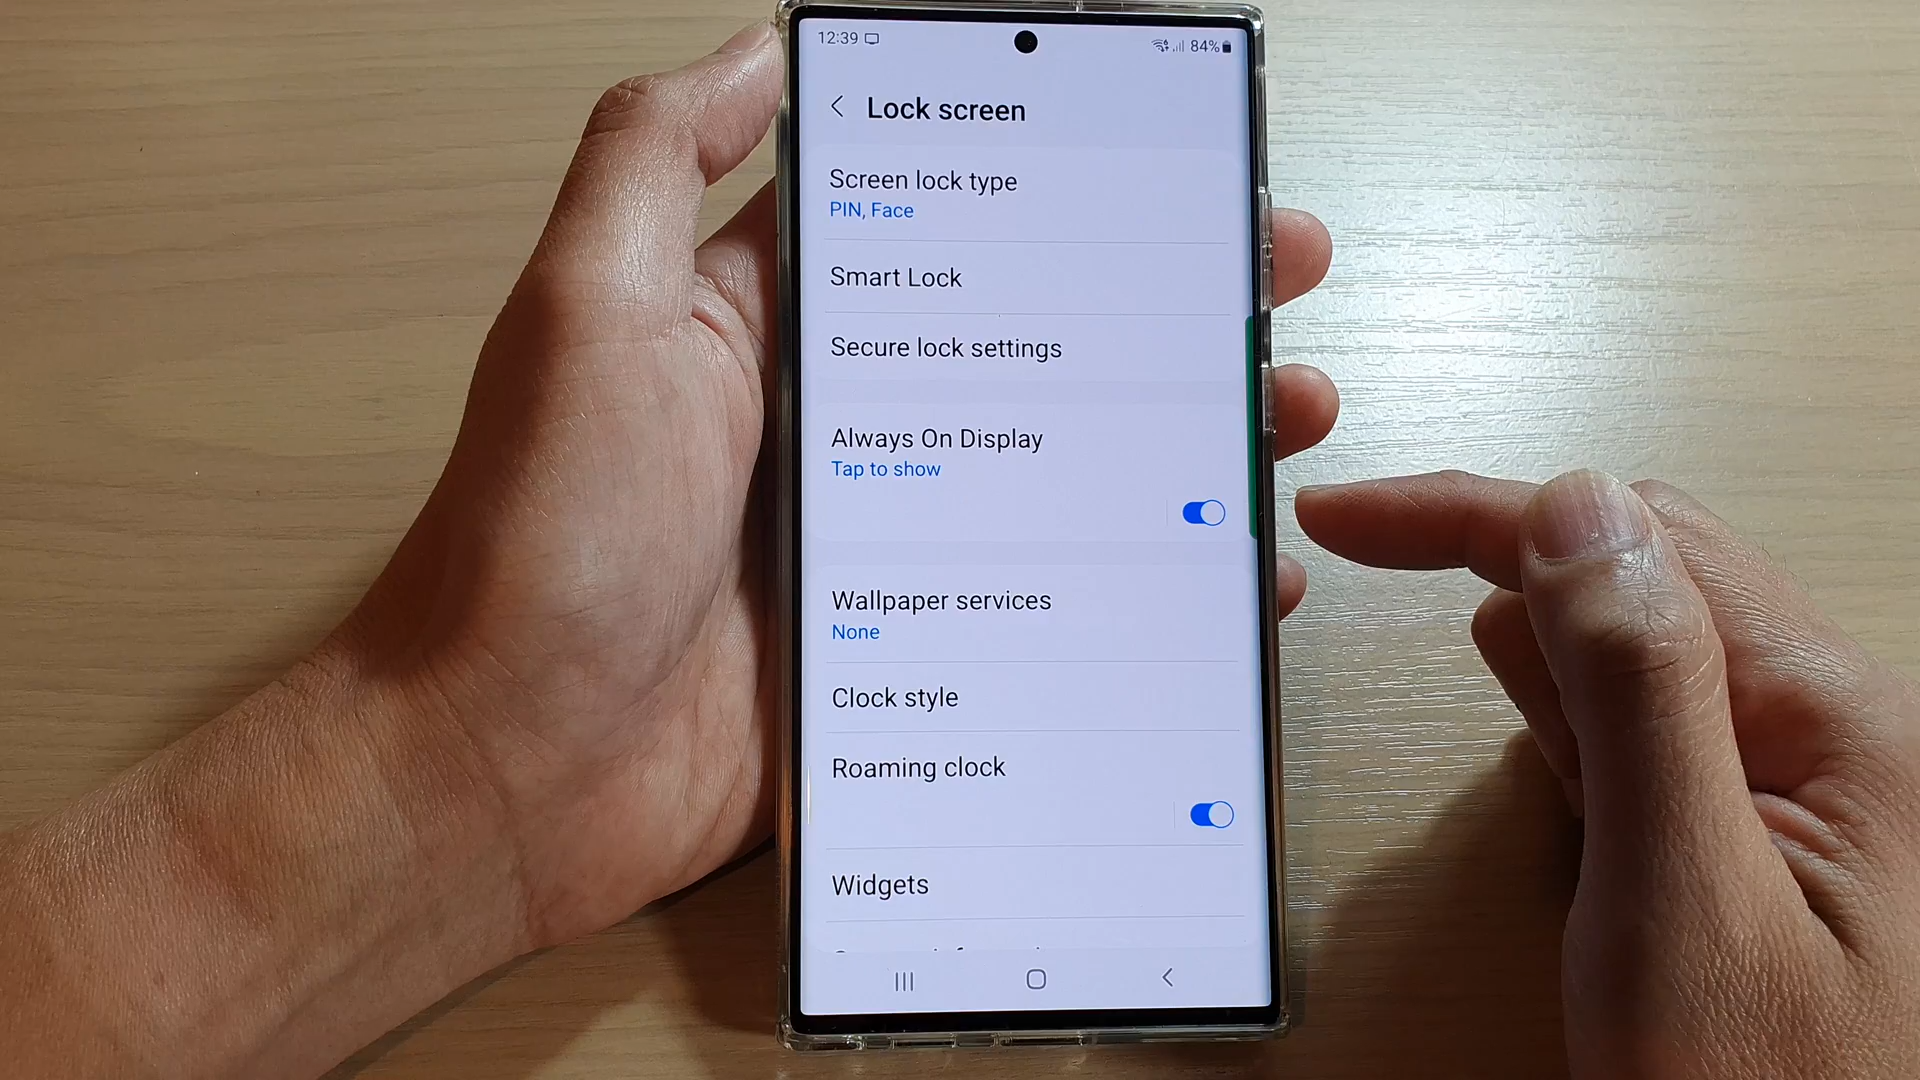 12:39
84%
Lock screen
Screen lock type
PIN, Face
Smart Lock
Secure lock settings
Always On Display
Tap to show
Wallpaper services
None
Clock style
Roaming clock
Widgets